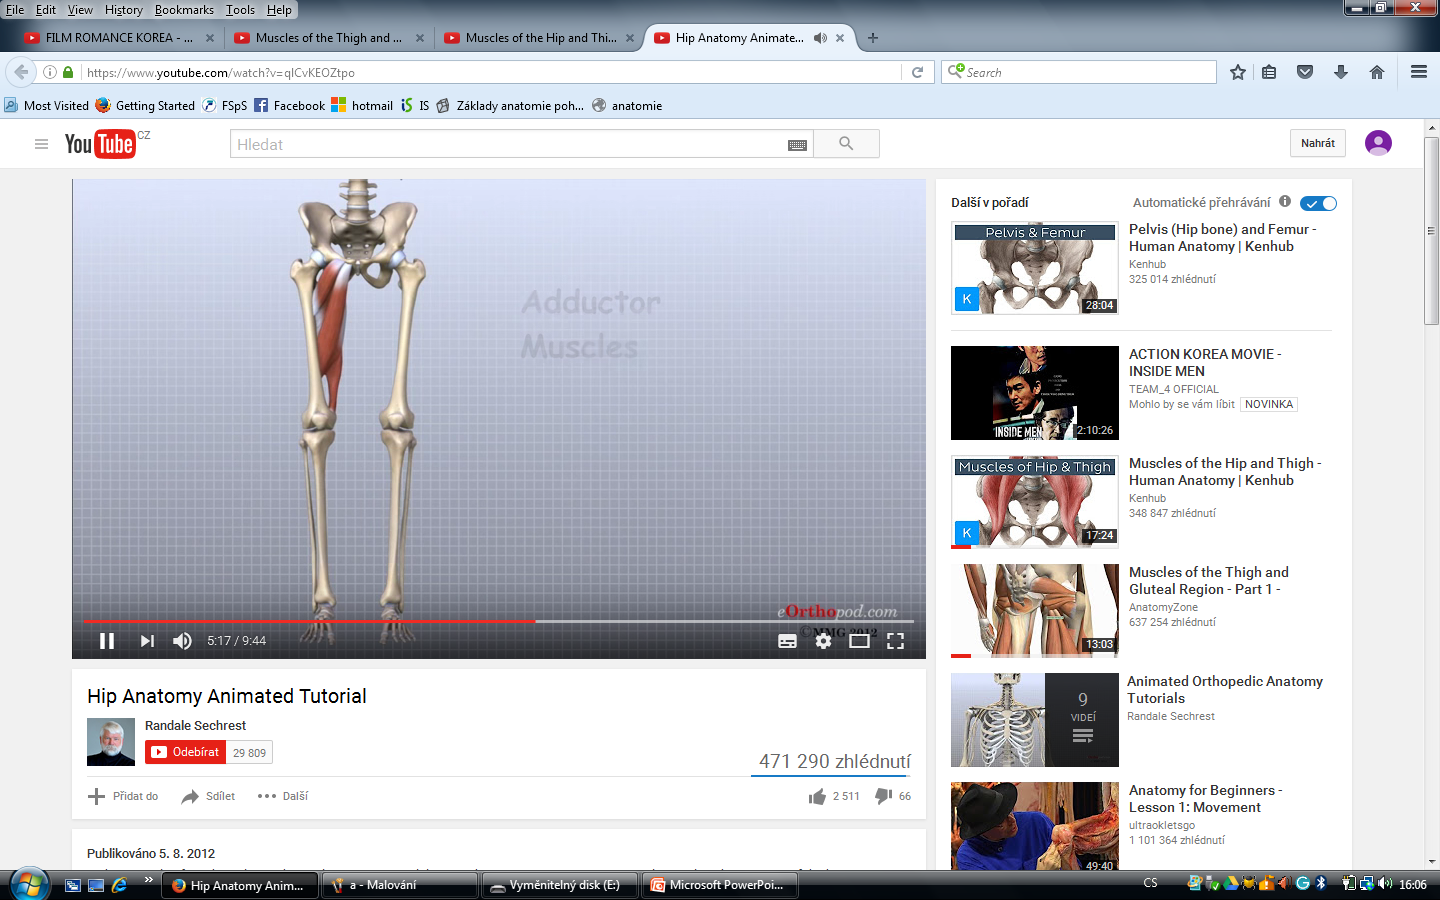 File Edit View History Bookmarks Tools Help
FILM ROMANCE KOREA - ... Muscles of the Thigh and ... Muscles of the Hip and Thi... Hip Anatomy Animate...
https://www.youtube.com/watch?v=qlCvKEOZtpo Search
Most Visited Getting Started FSpS Facebook hotmail IS Základy anatomie poh... anatomie
YouTube CZ Hledat Nahrát
Adductor
Muscles
eOrthopod.com
©MMG 2012
5:17 / 9:44
Hip Anatomy Animated Tutorial
Randale Sechrest
Odebírat 29 809
471 290 zhlédnutí
Přidat do Sdílet Další 2 511 66
Publikováno 5. 8. 2012
Další v pořadí Automatické přehrávání
Pelvis & Femur
K
28:04
Pelvis (Hip bone) and Femur -
Human Anatomy | Kenhub
Kenhub
325 014 zhlédnutí
INSIDE MEN
2:10:26
ACTION KOREA MOVIE -
INSIDE MEN
TEAM_4 OFFICIAL
Mohlo by se vám líbit NOVINKA
Muscles of Hip & Thigh
K
17:24
Muscles of the Hip and Thigh -
Human Anatomy | Kenhub
Kenhub
348 847 zhlédnutí
13:03
Muscles of the Thigh and
Gluteal Region - Part 1 -
AnatomyZone
637 254 zhlédnutí
9
VIDEÍ
Animated Orthopedic Anatomy
Tutorials
Randale Sechrest
49:40
Anatomy for Beginners -
Lesson 1: Movement
ultraokletsgo
1 101 364 zhlédnutí
Hip Anatomy Anim... a - Malování Vyměnitelný disk (E:) Microsoft PowerPoi... CS 16:06